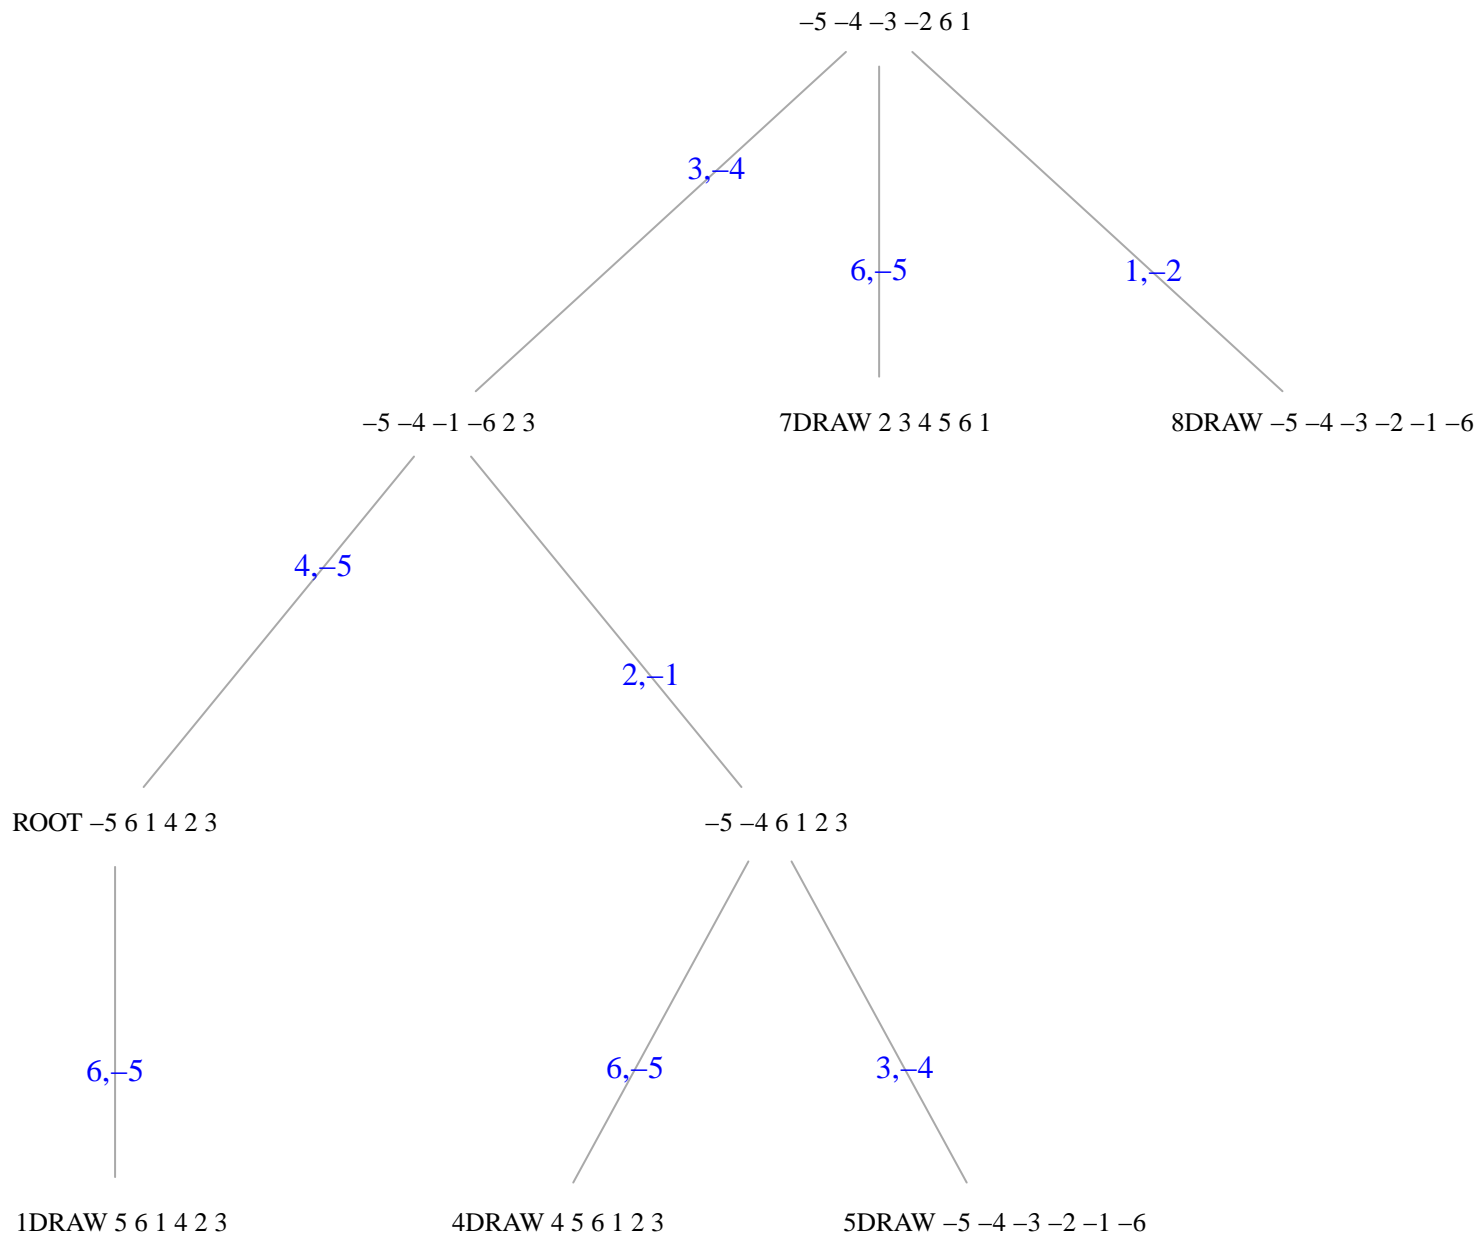 –5 –4 –3 –2 6 1
3,–4
6,–5
1,–2
–5 –4 –1 –6 2 3
7DRAW 2 3 4 5 6 1
8DRAW –5 –4 –3 –2 –1 –6
4,–5
2,–1
ROOT –5 6 1 4 2 3
–5 –4 6 1 2 3
6,–5
6,–5
3,–4
1DRAW 5 6 1 4 2 3
4DRAW 4 5 6 1 2 3
5DRAW –5 –4 –3 –2 –1 –6